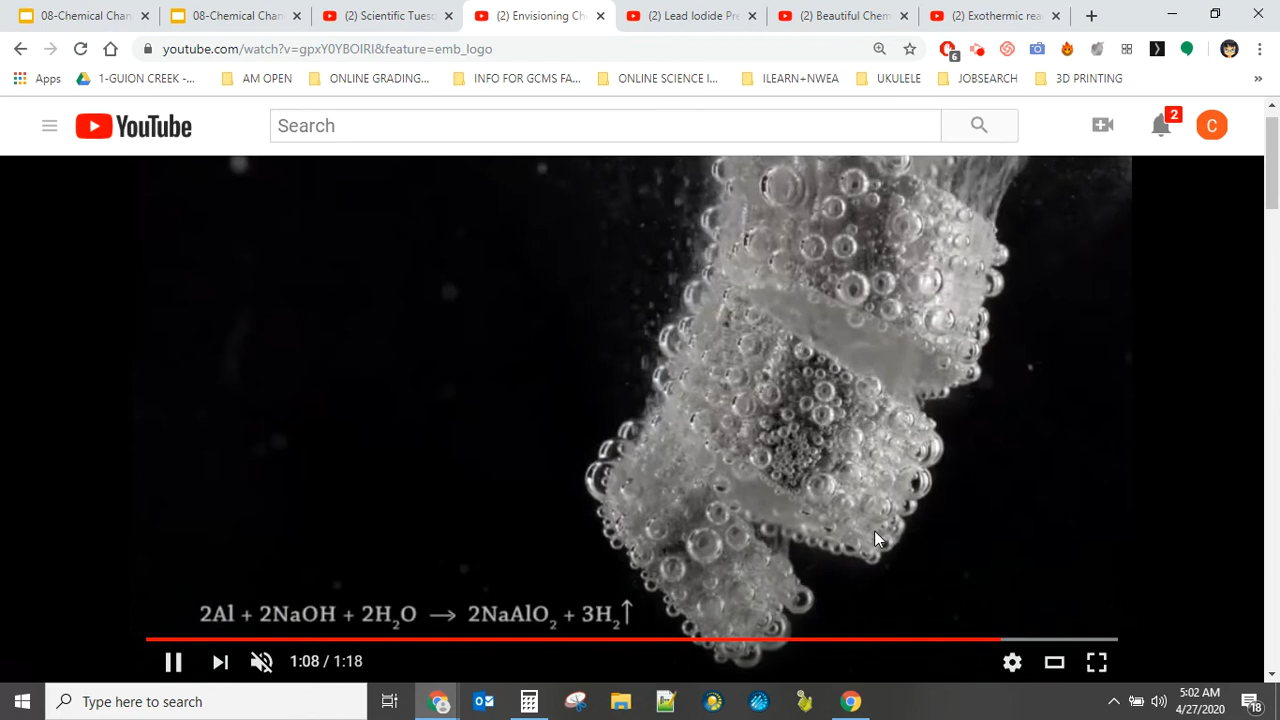 08-Chemical Chan
08-Chemical Chan
(2) Scientific Tuesd
(2) Envisioning Ch
(2) Lead Iodide Pre
(2) Beautiful Chem
(2) Exothermic rea
youtube.com/watch?v=gpxY0YBOIRI&feature=emb_logo
6
Apps
1-GUION CREEK -...
AM OPEN
ONLINE GRADING...
INFO FOR GCMS FA...
ONLINE SCIENCE I...
ILEARN+NWEA
UKULELE
JOBSEARCH
3D PRINTING
»
YouTube
Search
2
C
2Al + 2NaOH + 2H₂O → 2NaAlO₂ + 3H₂↑
1:08 / 1:18
Type here to search
5:02 AM
4/27/2020
18